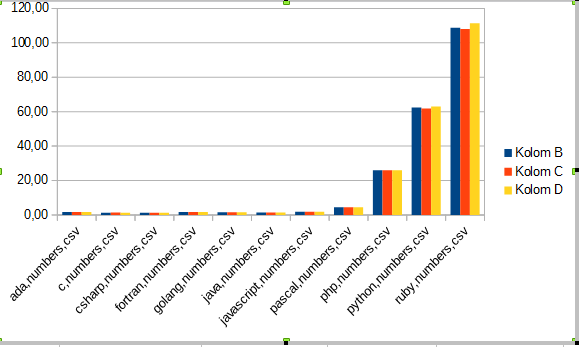 120,00
100,00
80,00
60,00
40,00
20,00
0,00
ada,numbers,csv
c,numbers,csv
csharp,numbers,csv
fortran,numbers,csv
golang,numbers,csv
java,numbers,csv
javascript,numbers,csv
pascal,numbers,csv
php,numbers,csv
python,numbers,csv
ruby,numbers,csv
Kolom B
Kolom C
Kolom D